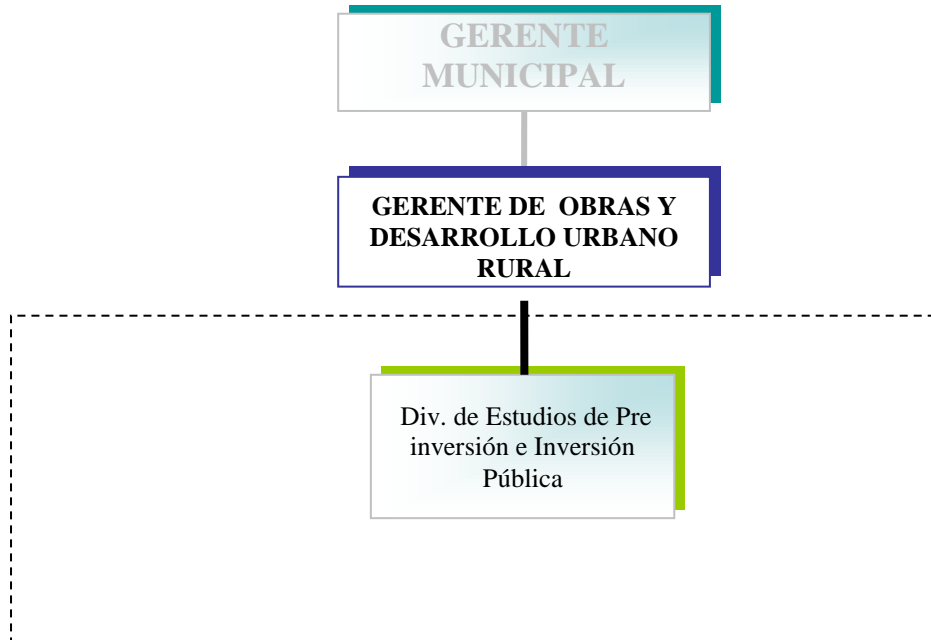 GERENTE
MUNICIPAL
GERENTE DE OBRAS Y
DESARROLLO URBANO
RURAL
Div. de Estudios de Pre
inversión e Inversión
Pública